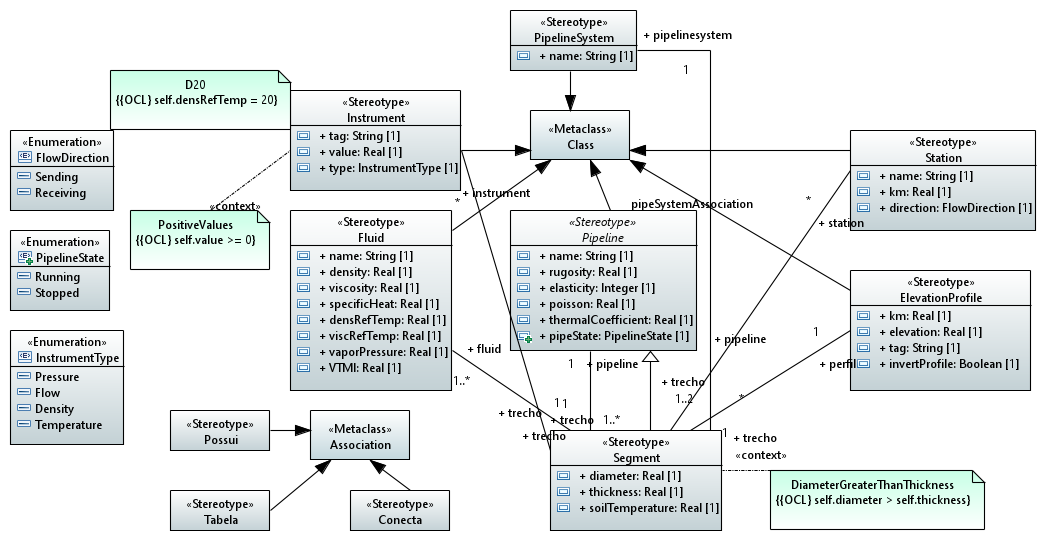 «Stereotype»
PipelineSystem
+ name: String [1]
+ pipelinesystem
1
D20
{{OCL} self.densRefTemp = 20}
«Stereotype»
Instrument
+ tag: String [1]
+ value: Real [1]
+ type: InstrumentType [1]
«Metaclass»
Class
«Enumeration»
FlowDirection
Sending
Receiving
«Stereotype»
Station
+ name: String [1]
+ km: Real [1]
+ direction: FlowDirection [1]
+ instrument
*
pipeSystemAssociation
*
+ station
«context»
PositiveValues
{{OCL} self.value >= 0}
«Enumeration»
PipelineState
Running
Stopped
«Stereotype»
Fluid
+ name: String [1]
+ density: Real [1]
+ viscosity: Real [1]
+ specificHeat: Real [1]
+ densRefTemp: Real [1]
+ viscRefTemp: Real [1]
+ vaporPressure: Real [1]
+ VTMI: Real [1]
«Stereotype»
Pipeline
+ name: String [1]
+ rugosity: Real [1]
+ elasticity: Integer [1]
+ poisson: Real [1]
+ thermalCoefficient: Real [1]
+ pipeState: PipelineState [1]
«Stereotype»
ElevationProfile
+ km: Real [1]
+ elevation: Real [1]
+ tag: String [1]
+ invertProfile: Boolean [1]
«Enumeration»
InstrumentType
Pressure
Flow
Density
Temperature
+ fluid
1..*
1
+ pipeline
+ pipeline
1
+ perfil
+ trecho
1..2
*
1
1
+ trecho
+ trecho
1..*
+ trecho
1
+ trecho
«context»
«Stereotype»
Possui
«Metaclass»
Association
«Stereotype»
Tabela
«Stereotype»
Conecta
«Stereotype»
Segment
+ diameter: Real [1]
+ thickness: Real [1]
+ soilTemperature: Real [1]
DiameterGreaterThanThickness
{{OCL} self.diameter > self.thickness}